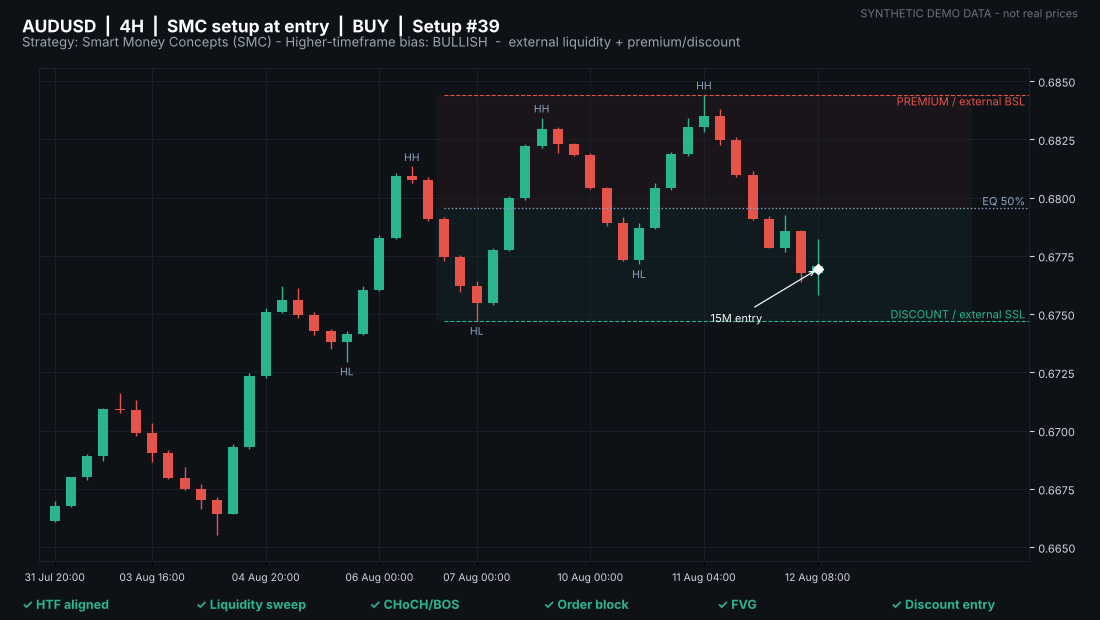 AUDUSD | 4H | SMC setup at entry | BUY | Setup #39
SYNTHETIC DEMO DATA - not real prices
Strategy: Smart Money Concepts (SMC) - Higher-timeframe bias: BULLISH - external liquidity + premium/discount
HH
0.6850
PREMIUM / external BSL
HH
0.6825
HH
EQ 50%
0.6800
HL
0.6775
DISCOUNT / external SSL
0.6750
15M entry
HL
HL
0.6725
0.6700
0.6675
0.6650
31 Jul 20:00 03 Aug 16:00 04 Aug 20:00 06 Aug 00:00 07 Aug 00:00 10 Aug 00:00 11 Aug 04:00 12 Aug 08:00
✓ HTF aligned ✓ Liquidity sweep ✓ CHoCH/BOS ✓ Order block ✓ FVG ✓ Discount entry